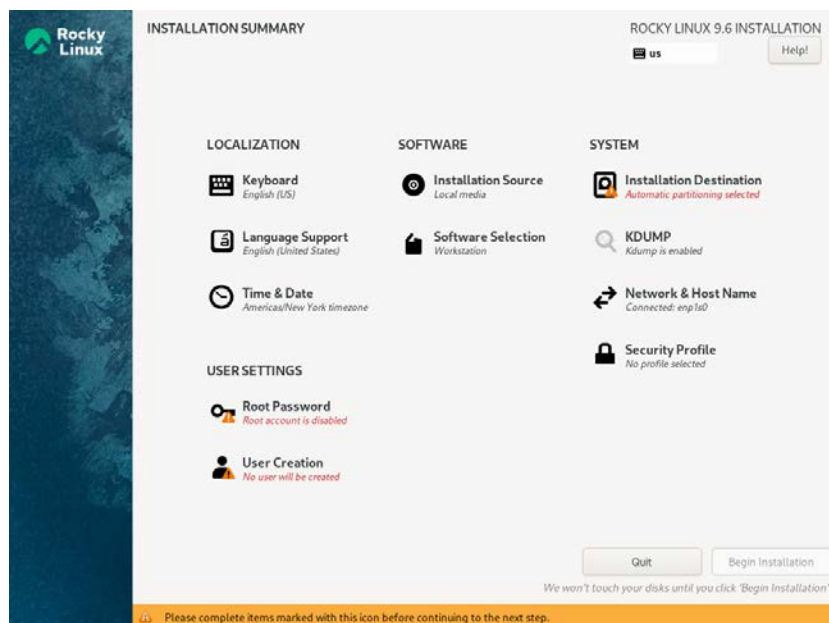 Rocky
Linux
INSTALLATION SUMMARY
ROCKY LINUX 9.6 INSTALLATION
us
Help!
LOCALIZATION
Keyboard
English (US)
Language Support
English (United States)
Time & Date
Americas/New York timezone
SOFTWARE
Installation Source
Local media
Software Selection
Workstation
SYSTEM
Installation Destination
Automatic partitioning selected
KDUMP
Kdump is enabled
Network & Host Name
Connected: enp1s0
Security Profile
No profile selected
USER SETTINGS
Root Password
Root account is disabled
User Creation
No user will be created
Quit
Begin Installation
We won't touch your disks until you click 'Begin Installation'
Please complete items marked with this icon before continuing to the next step.